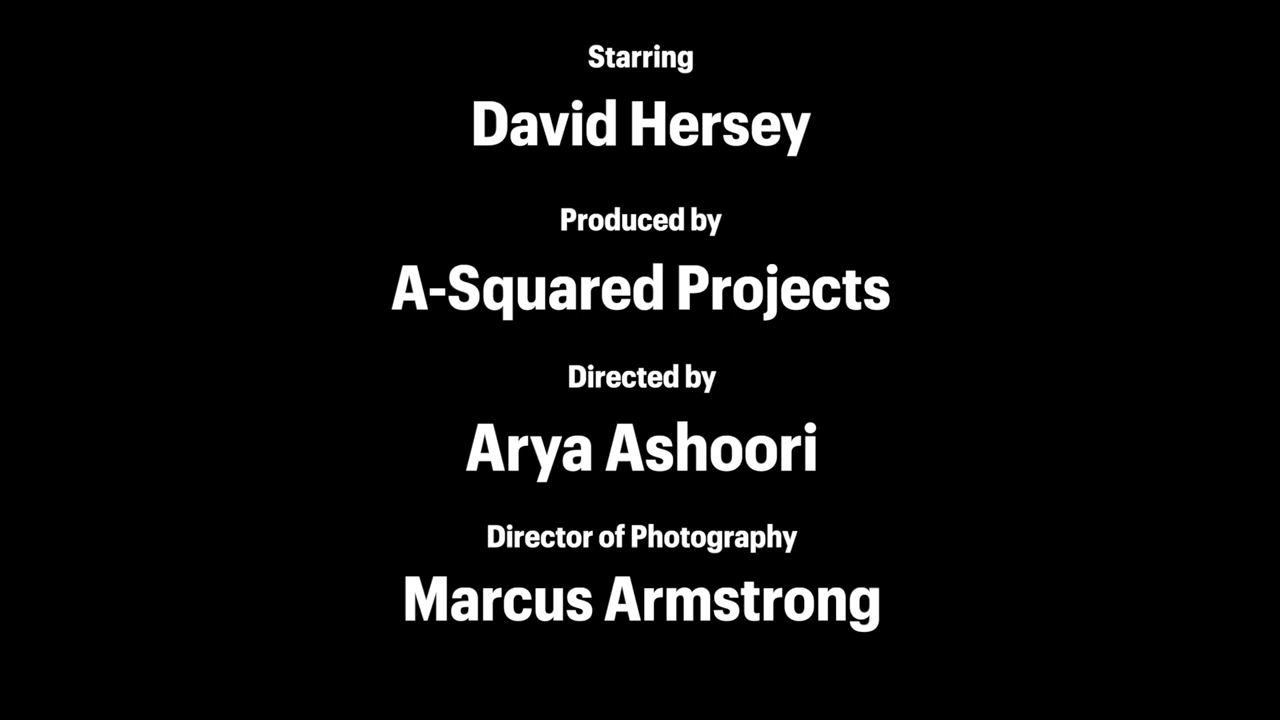 Starring
David Hersey
Produced by
A-Squared Projects
Directed by
Arya Ashoori
Director of Photography
Marcus Armstrong